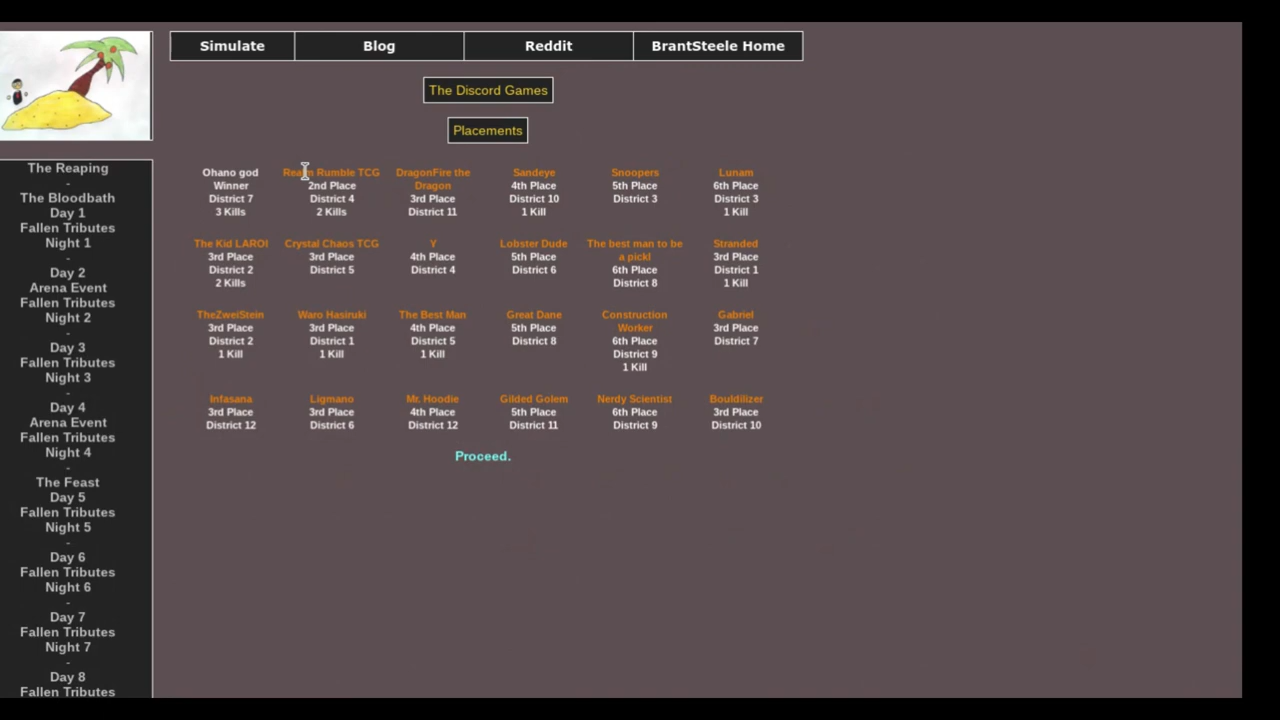 Simulate
Blog
Reddit
BrantSteele Home
The Discord Games
Placements
The Reaping
-
The Bloodbath
Day 1
Fallen Tributes
Night 1
-
Day 2
Arena Event
Fallen Tributes
Night 2
-
Day 3
Fallen Tributes
Night 3
-
Day 4
Arena Event
Fallen Tributes
Night 4
-
The Feast
Day 5
Fallen Tributes
Night 5
-
Day 6
Fallen Tributes
Night 6
-
Day 7
Fallen Tributes
Night 7
-
Day 8
Fallen Tributes
Ohano god
Winner
District 7
3 Kills
Realm Rumble TCG
2nd Place
District 4
2 Kills
DragonFire the
Dragon
3rd Place
District 11
Sandeye
4th Place
District 10
1 Kill
Snoopers
5th Place
District 3
Lunam
6th Place
District 3
1 Kill
The Kid LAROI
3rd Place
District 2
2 Kills
Crystal Chaos TCG
3rd Place
District 5
Y
4th Place
District 4
Lobster Dude
5th Place
District 6
The best man to be
a pickl
6th Place
District 8
Stranded
3rd Place
District 1
1 Kill
TheZweiStein
3rd Place
District 2
1 Kill
Waro Hasiruki
3rd Place
District 1
1 Kill
The Best Man
4th Place
District 5
1 Kill
Great Dane
5th Place
District 8
Construction
Worker
6th Place
District 9
1 Kill
Gabriel
3rd Place
District 7
Infasana
3rd Place
District 12
Ligmano
3rd Place
District 6
Mr. Hoodie
4th Place
District 12
Gilded Golem
5th Place
District 11
Nerdy Scientist
6th Place
District 9
Bouldilizer
3rd Place
District 10
Proceed.